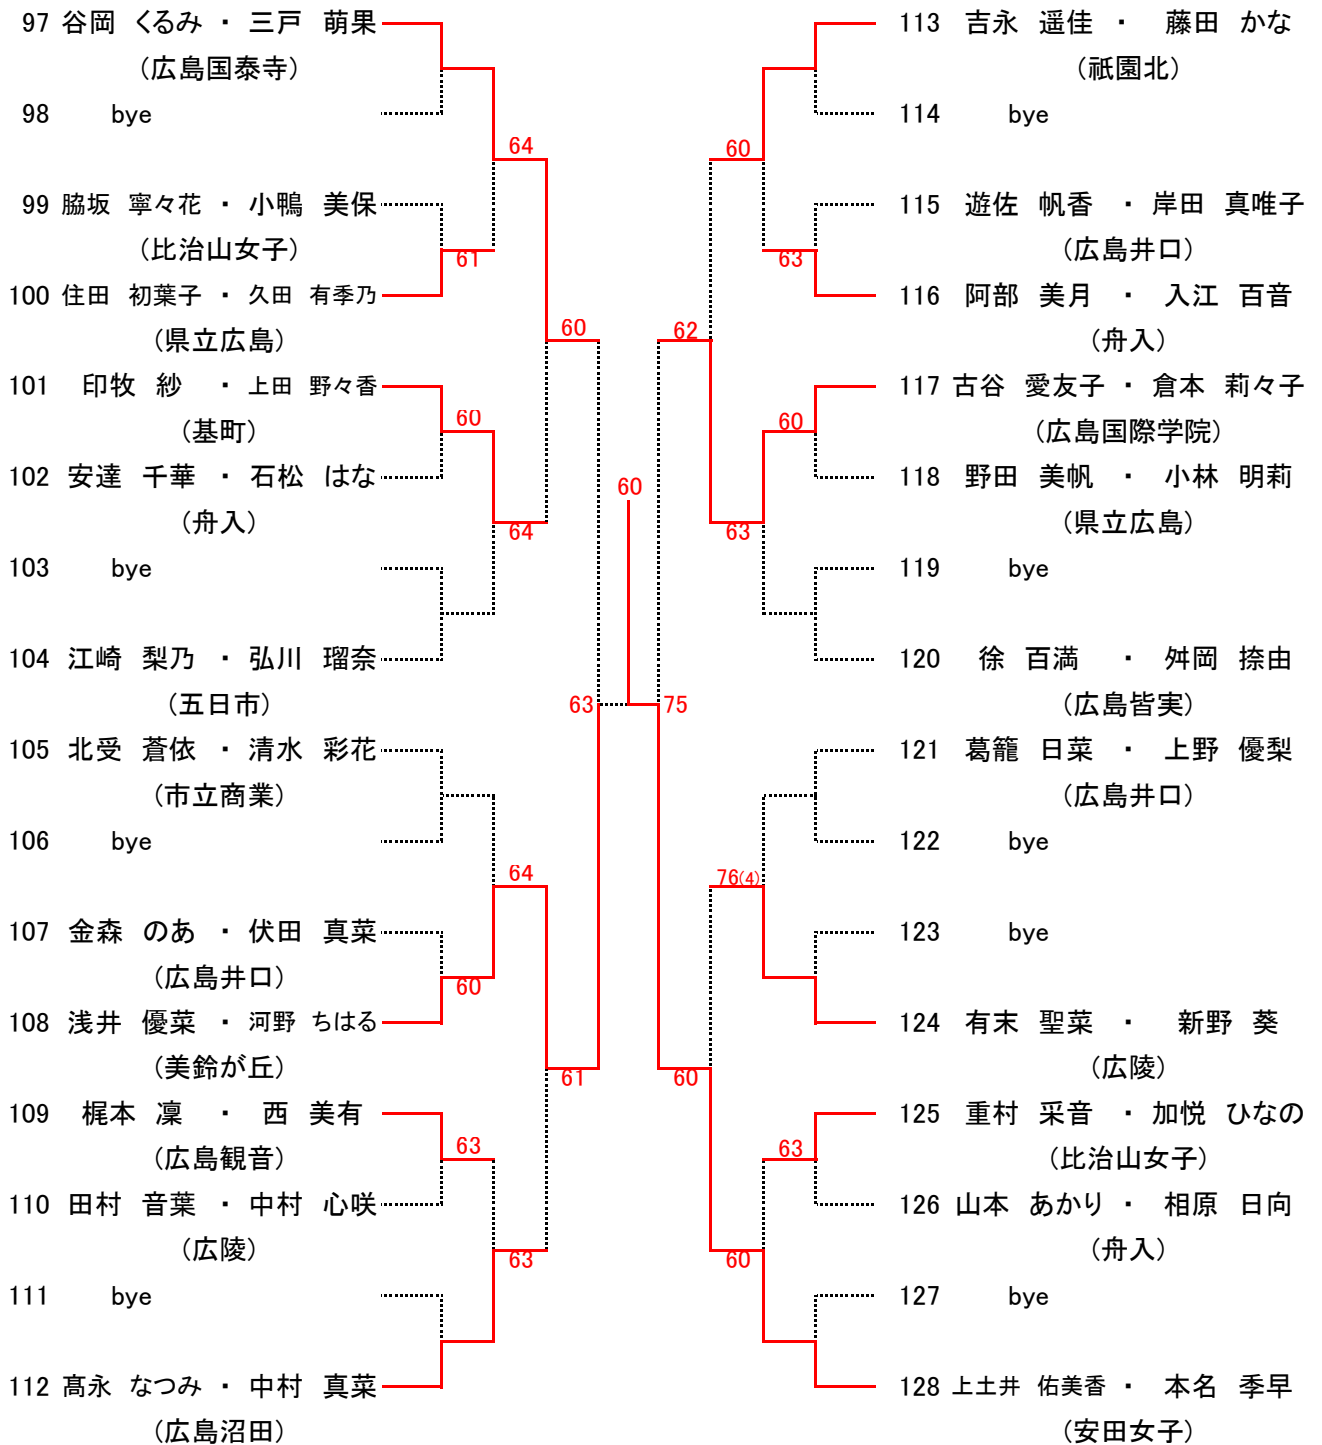 97 谷岡 くるみ ・ 三戸 萌果
(広島国泰寺)
98 bye
64
99 脇坂 寧々花 ・ 小鴨 美保
(比治山女子)
61
100 住田 初葉子 ・ 久田 有季乃
(県立広島)
60
101 印牧 紗 ・ 上田 野々香
(基町)
60
102 安達 千華 ・ 石松 はな
(舟入)
64
103 bye
104 江崎 梨乃 ・ 弘川 瑠奈
(五日市)
63
105 北受 蒼依 ・ 清水 彩花
(市立商業)
106 bye
64
107 金森 のあ ・ 伏田 真菜
(広島井口)
60
108 浅井 優菜 ・ 河野 ちはる
(美鈴が丘)
61
109 梶本 凜 ・ 西 美有
(広島観音)
63
110 田村 音葉 ・ 中村 心咲
(広陵)
63
111 bye
112 髙永 なつみ ・ 中村 真菜
(広島沼田)
60
113 吉永 遥佳 ・ 藤田 かな
(祇園北)
114 bye
60
115 遊佐 帆香 ・ 岸田 真唯子
(広島井口)
63
116 阿部 美月 ・ 入江 百音
(舟入)
62
117 古谷 愛友子 ・ 倉本 莉々子
(広島国際学院)
60
118 野田 美帆 ・ 小林 明莉
(県立広島)
63
119 bye
120 徐 百満 ・ 舛岡 捺由
(広島皆実)
75
121 葛籠 日菜 ・ 上野 優梨
(広島井口)
122 bye
76(4)
123 bye
124 有末 聖菜 ・ 新野 葵
(広陵)
60
125 重村 采音 ・ 加悦 ひなの
(比治山女子)
63
126 山本 あかり ・ 相原 日向
(舟入)
60
127 bye
128 上土井 佑美香 ・ 本名 季早
(安田女子)